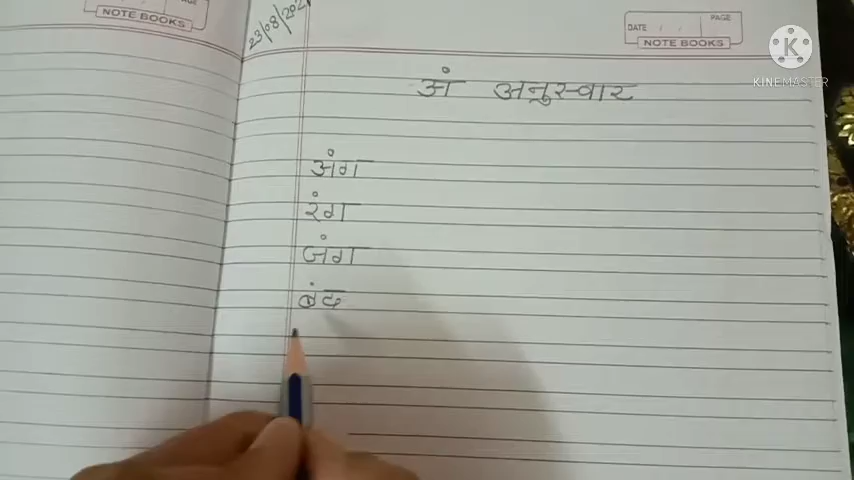 NOTE BOOKS
23/08/202
DATE / / PAGE
NOTE BOOKS
KINEMASTER
अं अनुस्वार
अंग
रंग
जंग
बंद